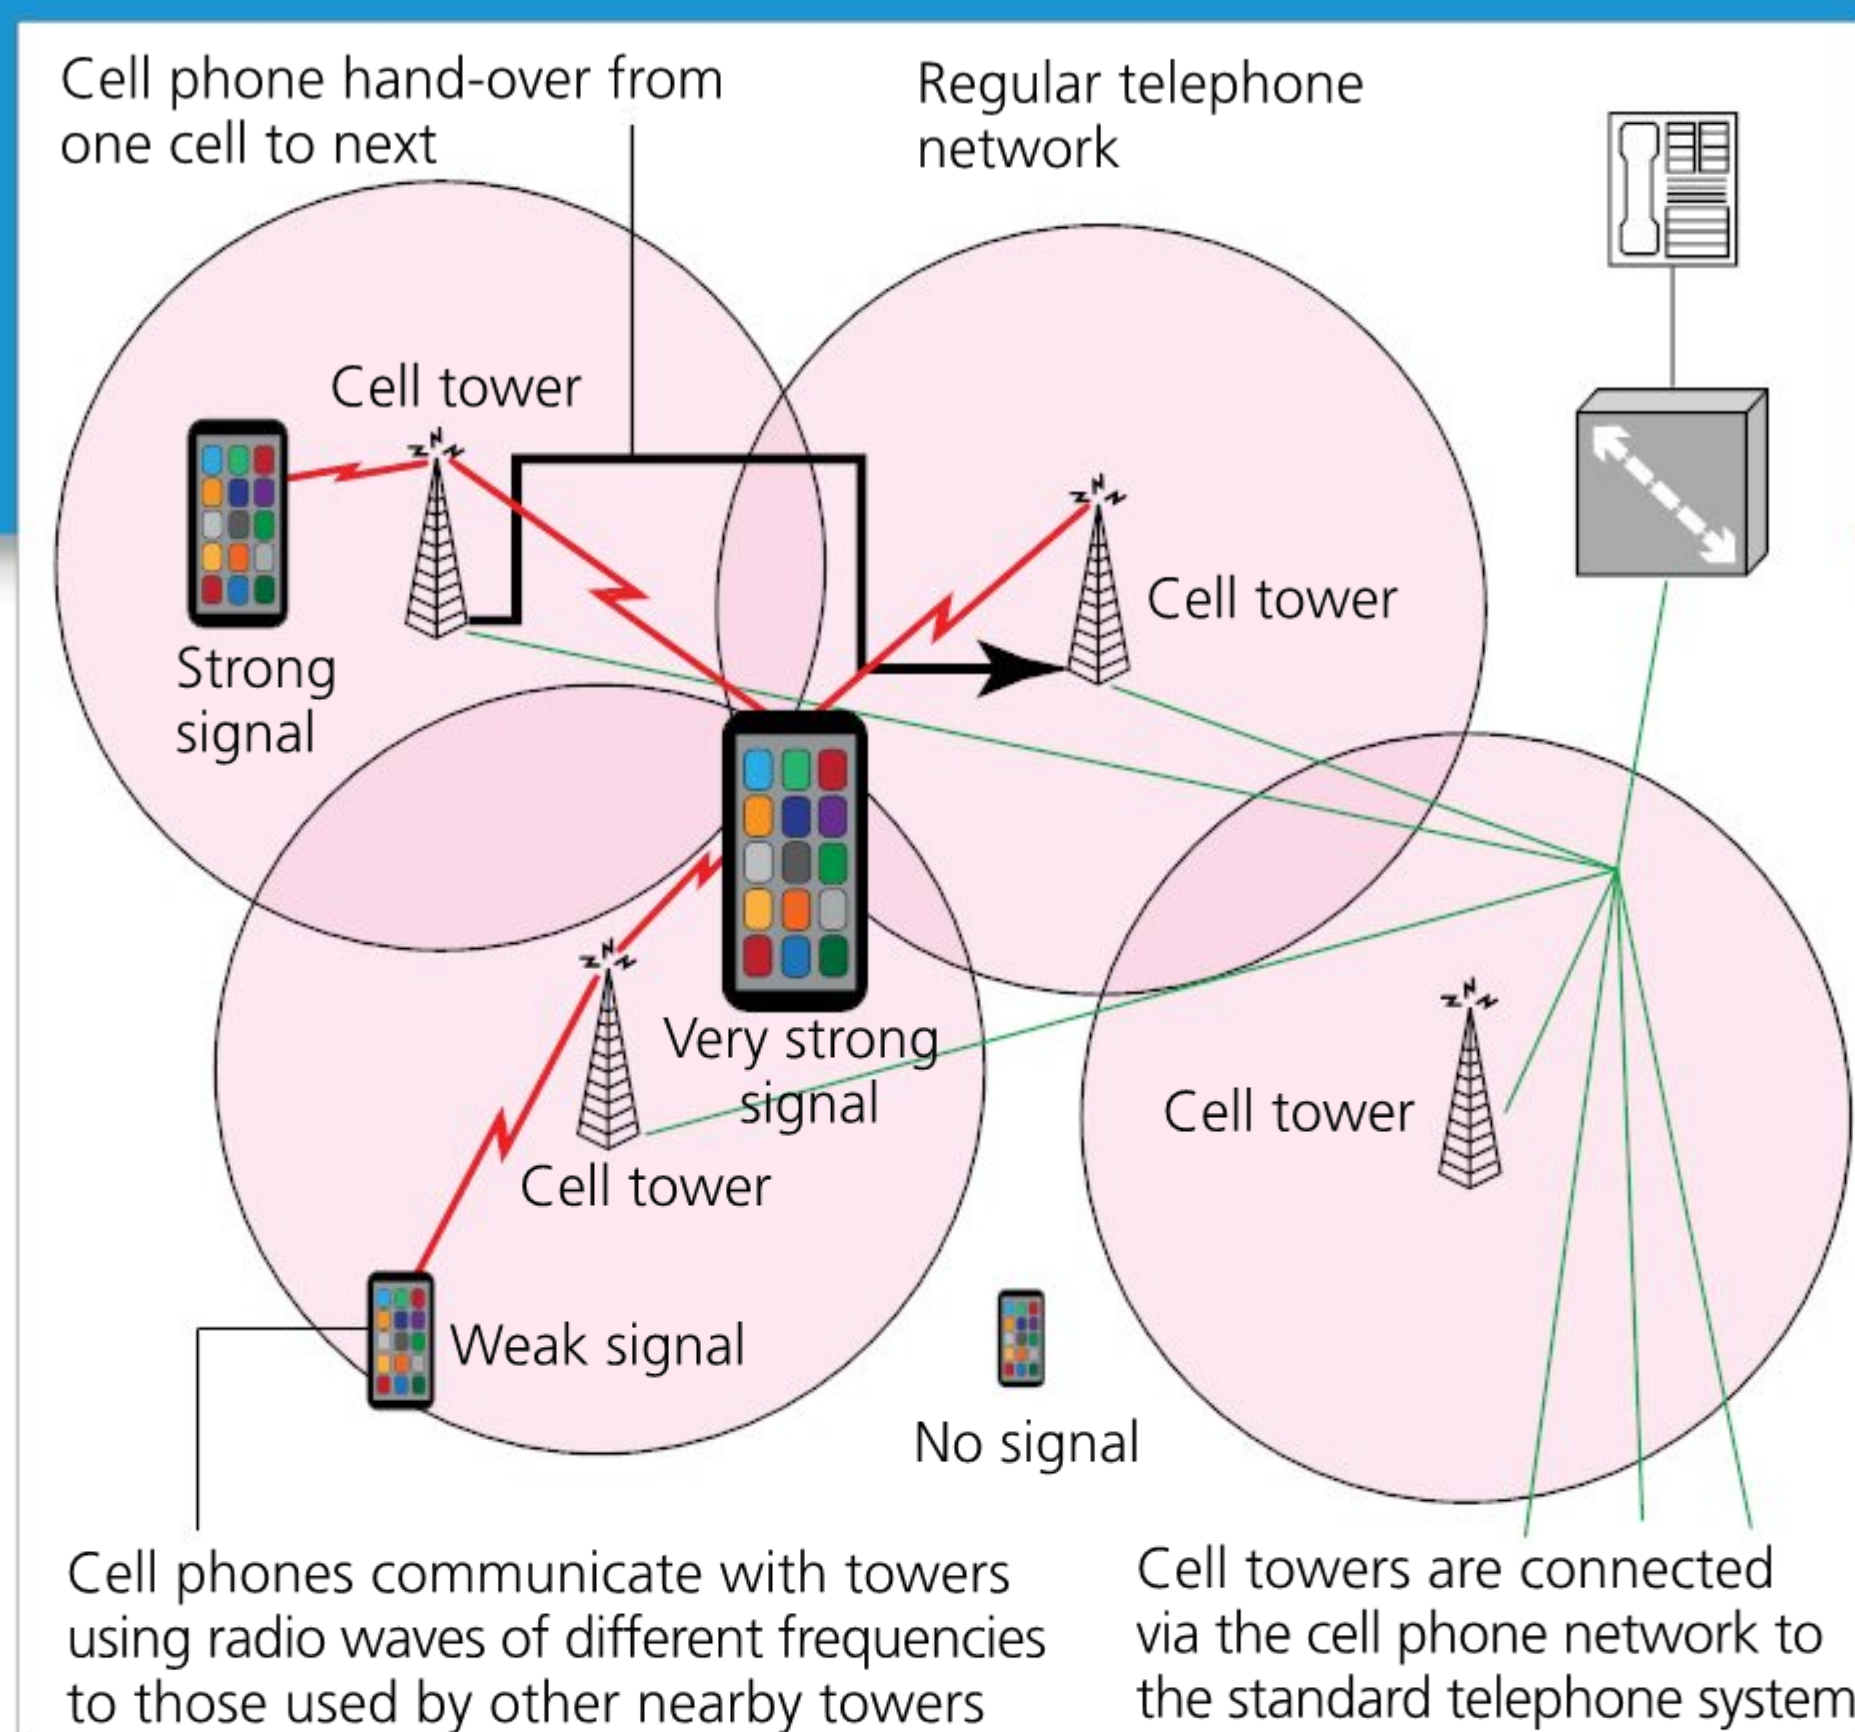 Cell phone hand-over from
one cell to next
Regular telephone
network
Cell tower
Strong
signal
Cell tower
Very strong
signal
Cell tower
Cell tower
Weak signal
No signal
Cell phones communicate with towers
using radio waves of different frequencies
to those used by other nearby towers
Cell towers are connected
via the cell phone network to
the standard telephone system